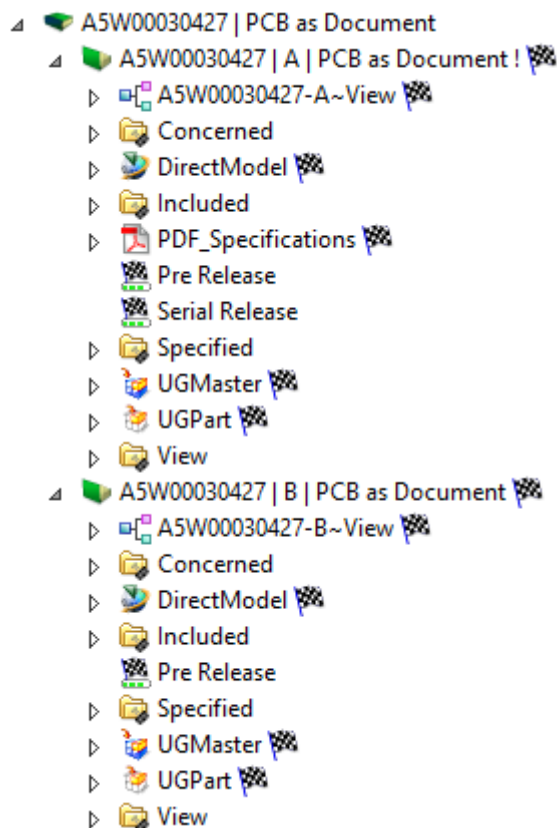 A5W00030427 | PCB as Document
A5W00030427 | A | PCB as Document !
A5W00030427-A~View
Concerned
DirectModel
Included
PDF_Specifications
Pre Release
Serial Release
Specified
UGMaster
UGPart
View
A5W00030427 | B | PCB as Document
A5W00030427-B~View
Concerned
DirectModel
Included
Pre Release
Specified
UGMaster
UGPart
View